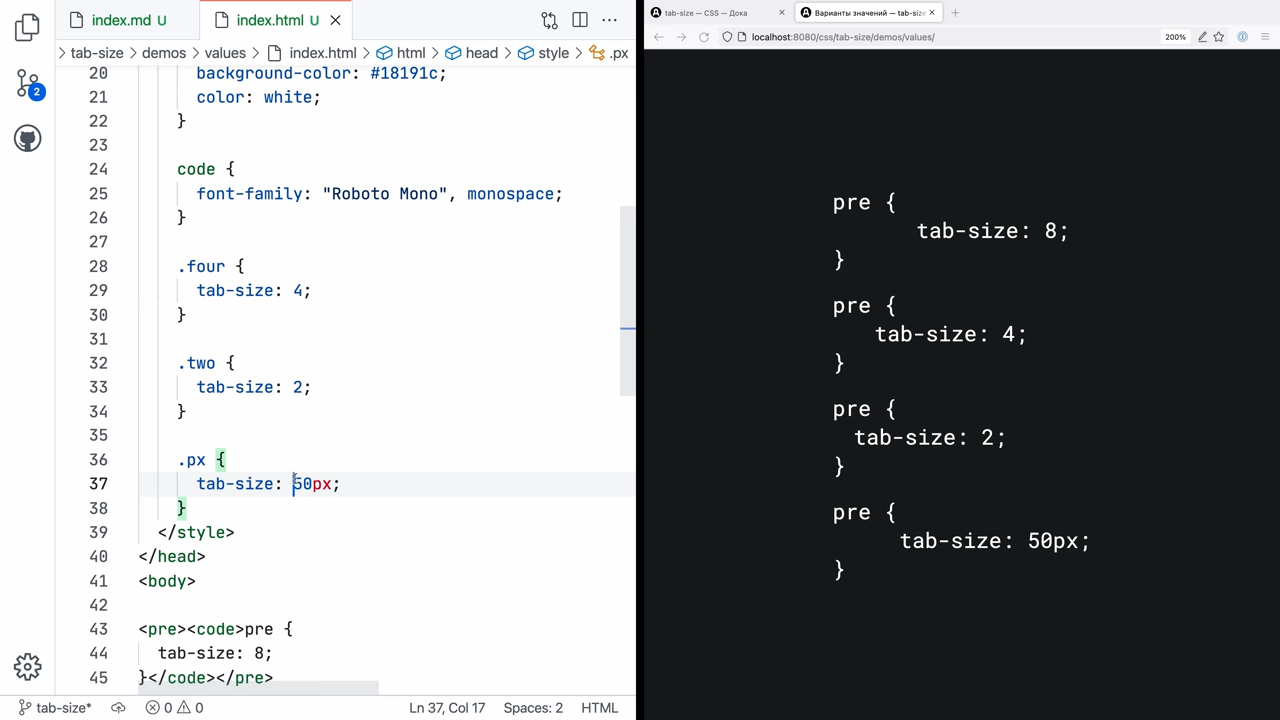 index.md U
index.html U
tab-size > demos > values > index.html > html > head > style > .px
20 background-color: #18191c;
21 color: white;
22 }
23
24 code {
25 font-family: "Roboto Mono", monospace;
26 }
27
28 .four {
29 tab-size: 4;
30 }
31
32 .two {
33 tab-size: 2;
34 }
35
36 .px {
37 tab-size: 50px;
38 }
39 </style>
40 </head>
41 <body>
42
43 <pre><code>pre {
44 tab-size: 8;
45 }</code></pre>
2
tab-size* 0 0 Ln 37, Col 17 Spaces: 2 HTML
tab-size — CSS — Дока
Варианты значений — tab-siz
localhost:8080/css/tab-size/demos/values/ 200%
pre {
tab-size: 8;
}
pre {
tab-size: 4;
}
pre {
tab-size: 2;
}
pre {
tab-size: 50px;
}